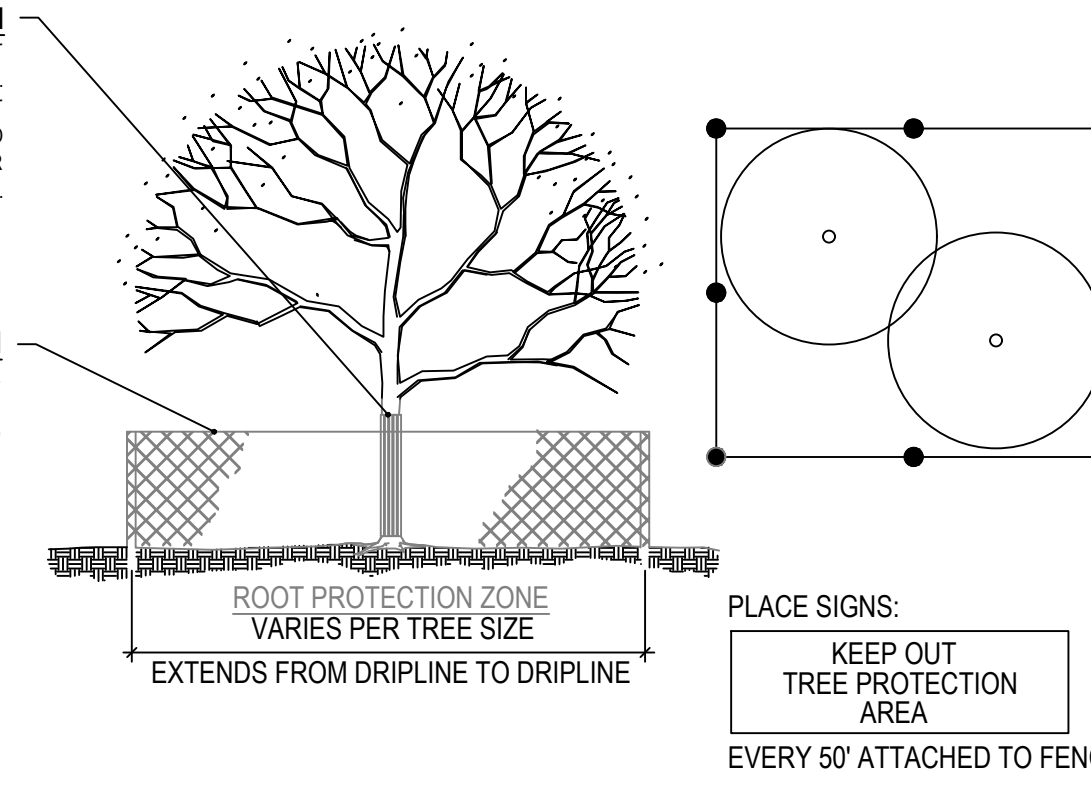 ROOT PROTECTION ZONE
VARIES PER TREE SIZE
EXTENDS FROM DRIPLINE TO DRIPLINE
PLACE SIGNS:
KEEP OUT
TREE PROTECTION
AREA
EVERY 50' ATTACHED TO